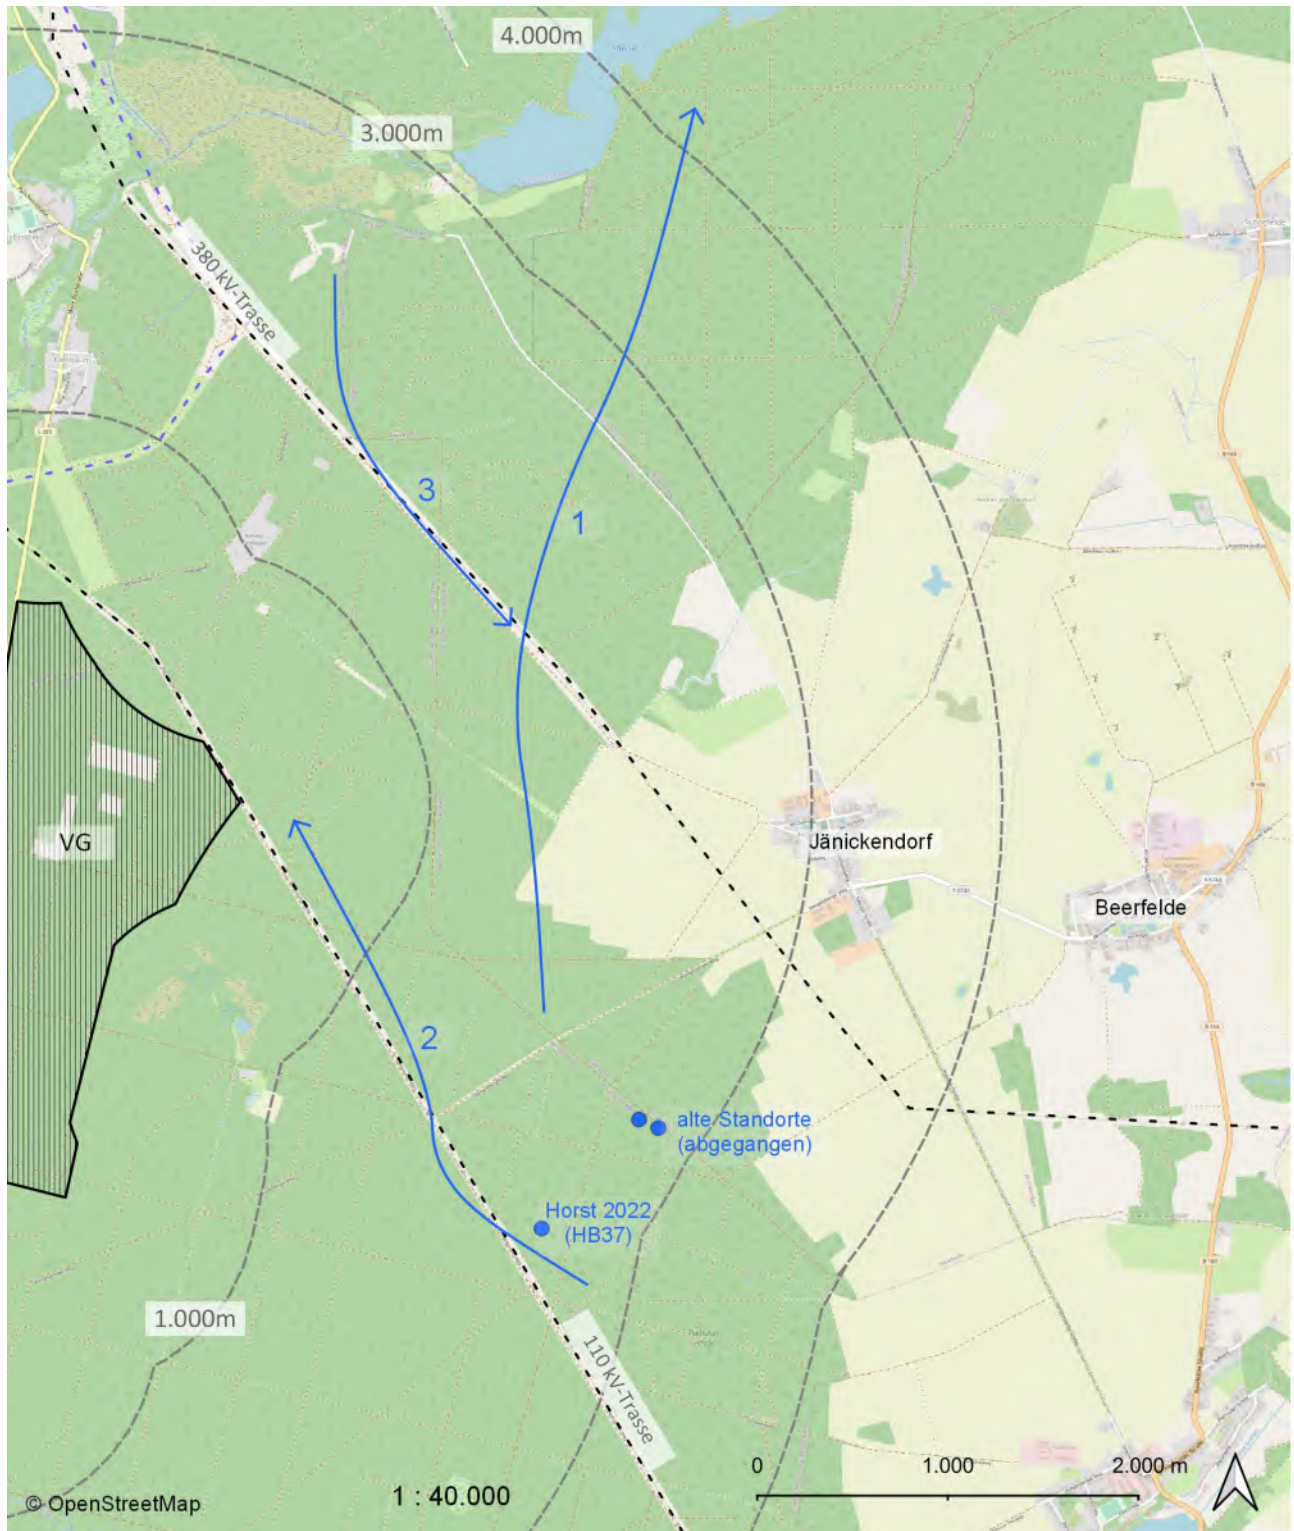 4.000m
3.000m
380 kV-Trasse
3
1
VG
Jänickendorf
Beerfelde
2
alte Standorte
(abgegangen)
Horst 2022
(HB37)
1.000m
110 kV-Trasse
0 1.000 2.000 m
1 : 40.000
© OpenStreetMap